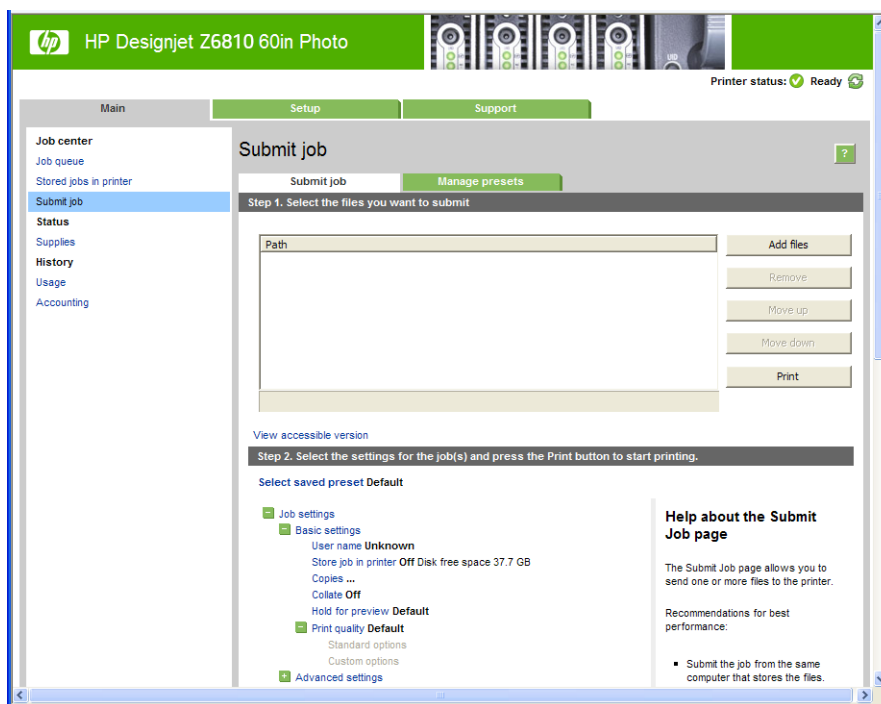 hp HP Designjet Z6810 60in Photo
UID
Printer status: Ready
Main Setup Support
Job center
Job queue
Stored jobs in printer
Submit job
Status
Supplies
History
Usage
Accounting
Submit job
?
Submit job Manage presets
Step 1. Select the files you want to submit
Path
Add files
Remove
Move up
Move down
Print
View accessible version
Step 2. Select the settings for the job(s) and press the Print button to start printing.
Select saved preset Default
Job settings
Basic settings
User name Unknown
Store job in printer Off Disk free space 37.7 GB
Copies ...
Collate Off
Hold for preview Default
Print quality Default
Standard options
Custom options
Advanced settings
Help about the Submit
Job page
The Submit Job page allows you to
send one or more files to the printer.
Recommendations for best
performance:
Submit the job from the same
computer that stores the files.